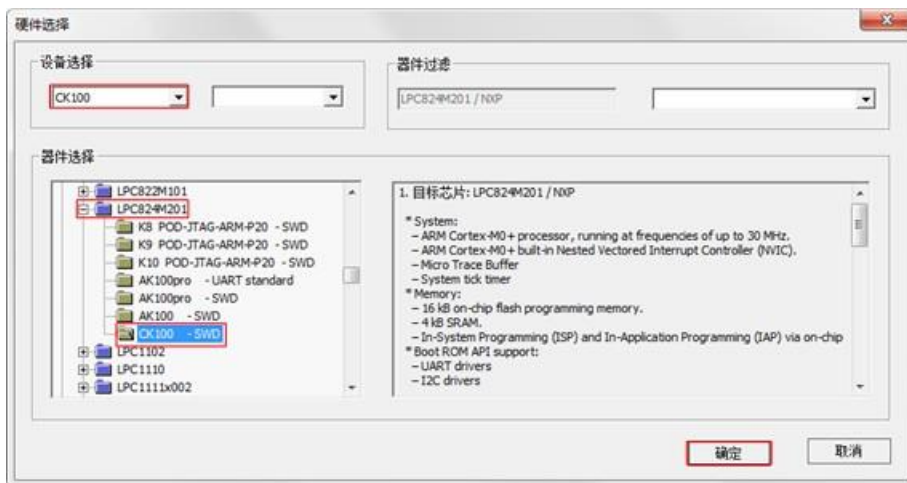 硬件选择
设备选择
CK100
器件过滤
LPC824M201 / NXP
器件选择
LPC822M101
LPC824M201
K8 POD-JTAG-ARM-P20 - SWD
K9 POD-JTAG-ARM-P20 - SWD
K10 POD-JTAG-ARM-P20 - SWD
AK100pro - UART standard
AK100pro - SWD
AK100 - SWD
CK100 - SWD
LPC1102
LPC1110
LPC1111x002
1. 目标芯片: LPC824M201 / NXP
* System:
- ARM Cortex-M0+ processor, running at frequencies of up to 30 MHz.
- ARM Cortex-M0+ built-in Nested Vectored Interrupt Controller (NVIC).
- Micro Trace Buffer
- System tick timer
* Memory:
- 16 kB on-chip flash programming memory.
- 4 kB SRAM.
- In-System Programming (ISP) and In-Application Programming (IAP) via on-chip
* Boot ROM API support:
- UART drivers
- I2C drivers
确定
取消